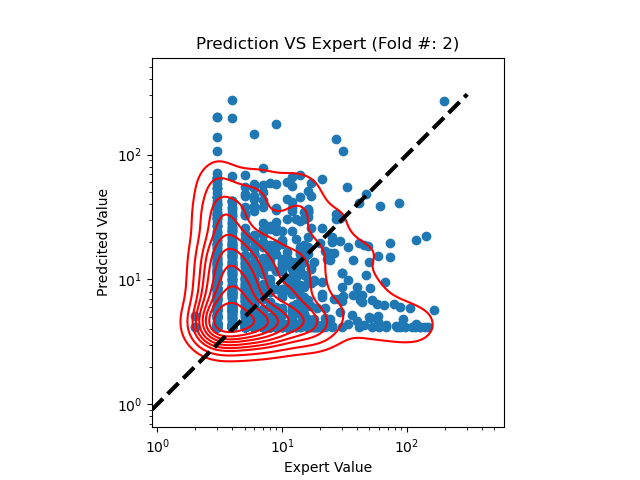 Prediction VS Expert (Fold #: 2)
Predcited Value
10²
10¹
10⁰
10⁰ 10¹ 10²
Expert Value